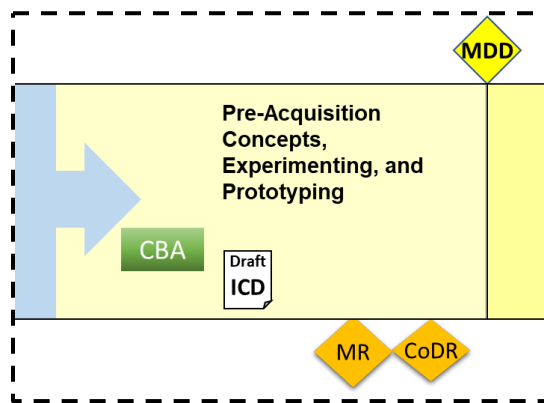 MDD
Pre-Acquisition
Concepts,
Experimenting, and
Prototyping
CBA
Draft
ICD
MR
CoDR